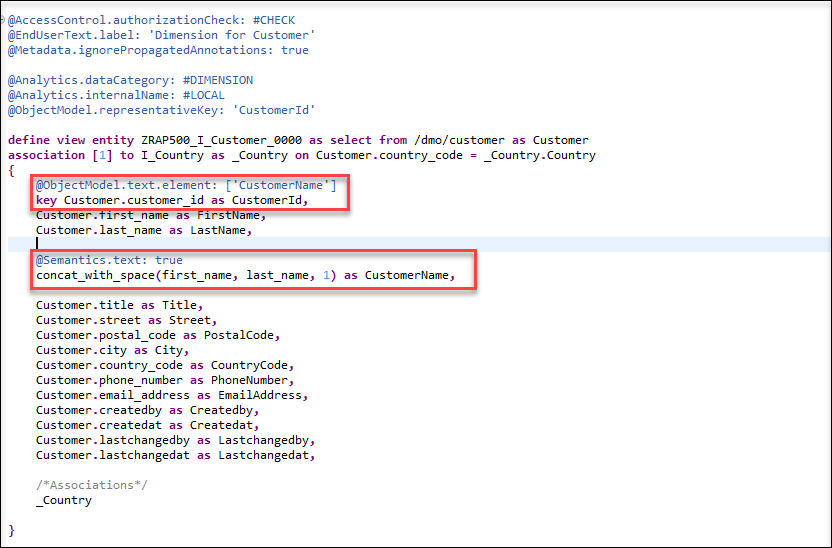 @AccessControl.authorizationCheck: #CHECK
@EndUserText.label: 'Dimension for Customer'
@Metadata.ignorePropagatedAnnotations: true
@Analytics.dataCategory: #DIMENSION
@Analytics.internalName: #LOCAL
@ObjectModel.representativeKey: 'CustomerId'
define view entity ZRAP500_I_Customer_0000 as select from /dmo/customer as Customer
association [1] to I_Country as _Country on Customer.country_code = _Country.Country
{
@ObjectModel.text.element: ['CustomerName']
key Customer.customer_id as CustomerId,
Customer.first_name as FirstName,
Customer.last_name as LastName,
@Semantics.text: true
concat_with_space(first_name, last_name, 1) as CustomerName,
Customer.title as Title,
Customer.street as Street,
Customer.postal_code as PostalCode,
Customer.city as City,
Customer.country_code as CountryCode,
Customer.phone_number as PhoneNumber,
Customer.email_address as EmailAddress,
Customer.createdby as Createdby,
Customer.createdat as Createdat,
Customer.lastchangedby as Lastchangedby,
Customer.lastchangedat as Lastchangedat,
/*Associations*/
_Country
}